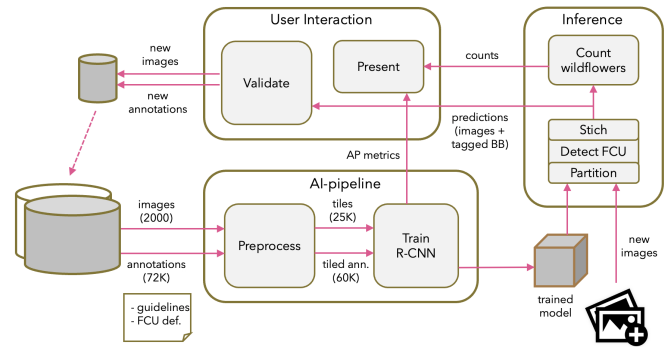 User Interaction
Inference
new
images
new
annotations
Validate
Present
counts
Count
wildflowers
predictions
(images +
tagged BB)
Stich
Detect FCU
Partition
AP metrics
AI-pipeline
images
(2000)
annotations
(72K)
Preprocess
tiles
(25K)
tiled ann.
(60K)
Train
R-CNN
trained
model
new
images
- guidelines
- FCU def.